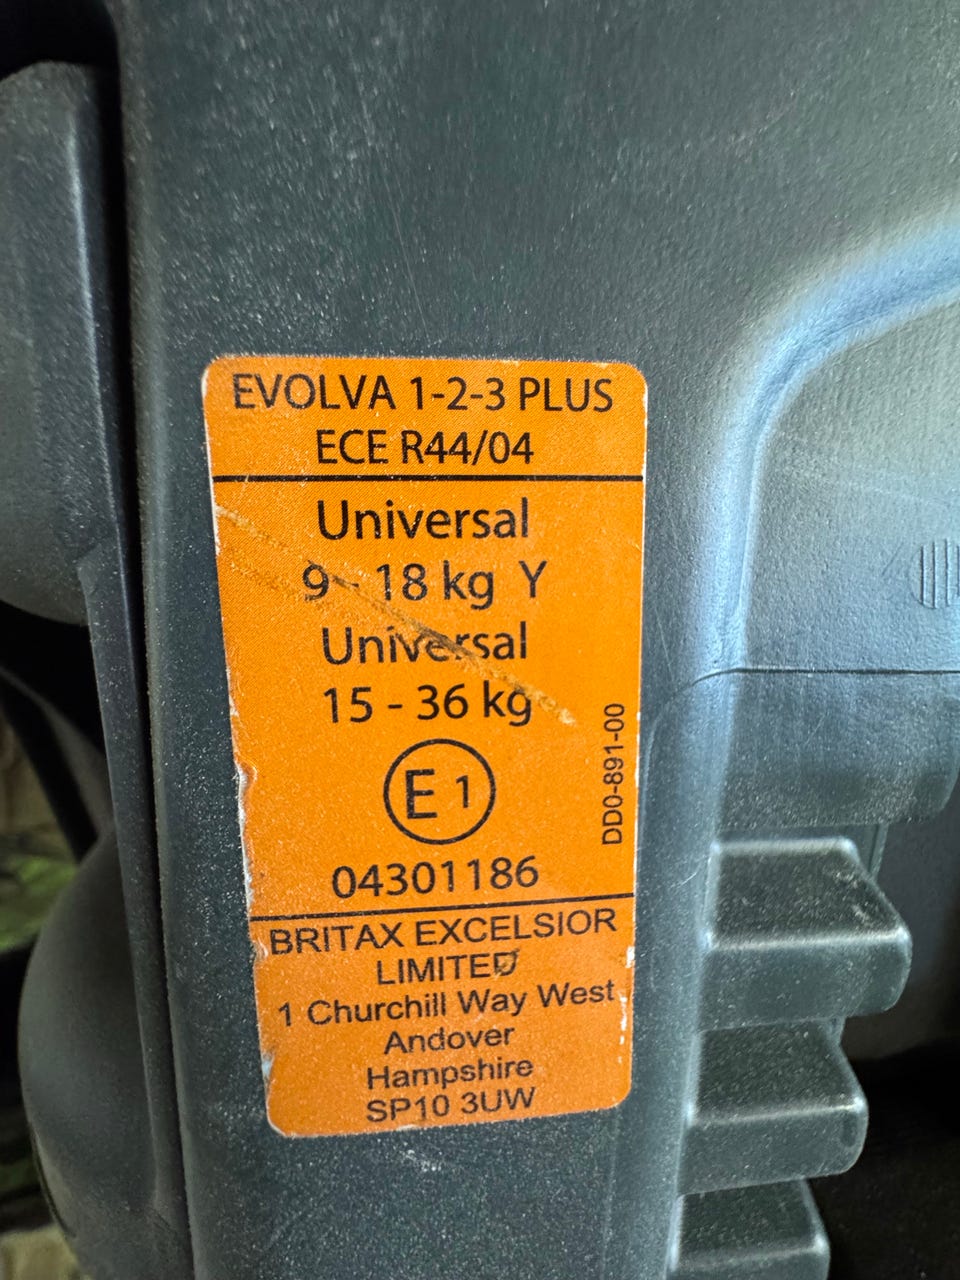 EVOLVA 1-2-3 PLUS
ECE R44/04
Universal
9 - 18 kg Y
Universal
15 - 36 kg
E 1
04301186
DD0-891-00
BRITAX EXCELSIOR
LIMITED
1 Churchill Way West
Andover
Hampshire
SP10 3UW